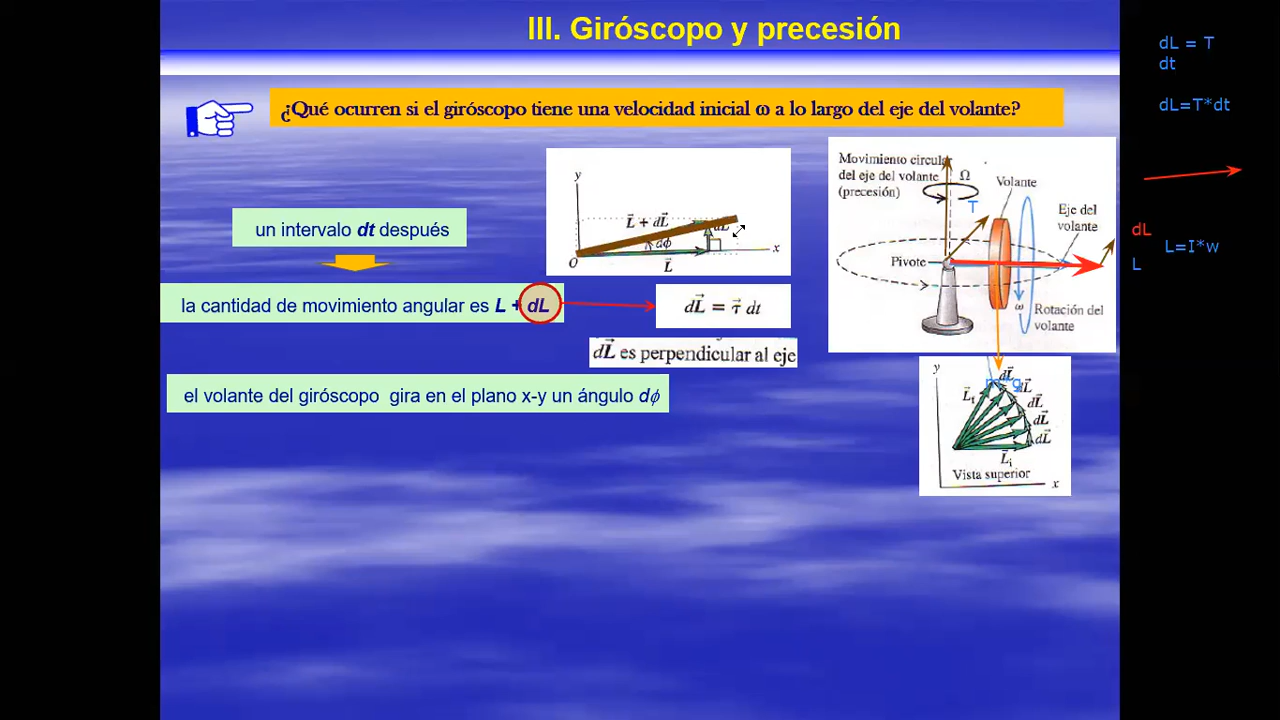 III. Giróscopo y precesión
¿Qué ocurren si el giróscopo tiene una velocidad inicial ω a lo largo del eje del volante?
un intervalo dt después
la cantidad de movimiento angular es L + dL
el volante del giróscopo gira en el plano x-y un ángulo dϕ
y
L⃗ + dL⃗
dL
dϕ
O
L⃗
x
dL⃗ = τ⃗ dt
dL⃗ es perpendicular al eje
Movimiento circular
del eje del volante
(precesión)
Ω
Volante
T
Eje del
volante
Pivote
ω
Rotación del
volante
y
m*g
dL⃗
dL⃗
dL⃗
dL⃗
dL⃗
L⃗f
L⃗i
Vista superior
x
dL = T
dt
dL=T*dt
dL
L=I*w
L